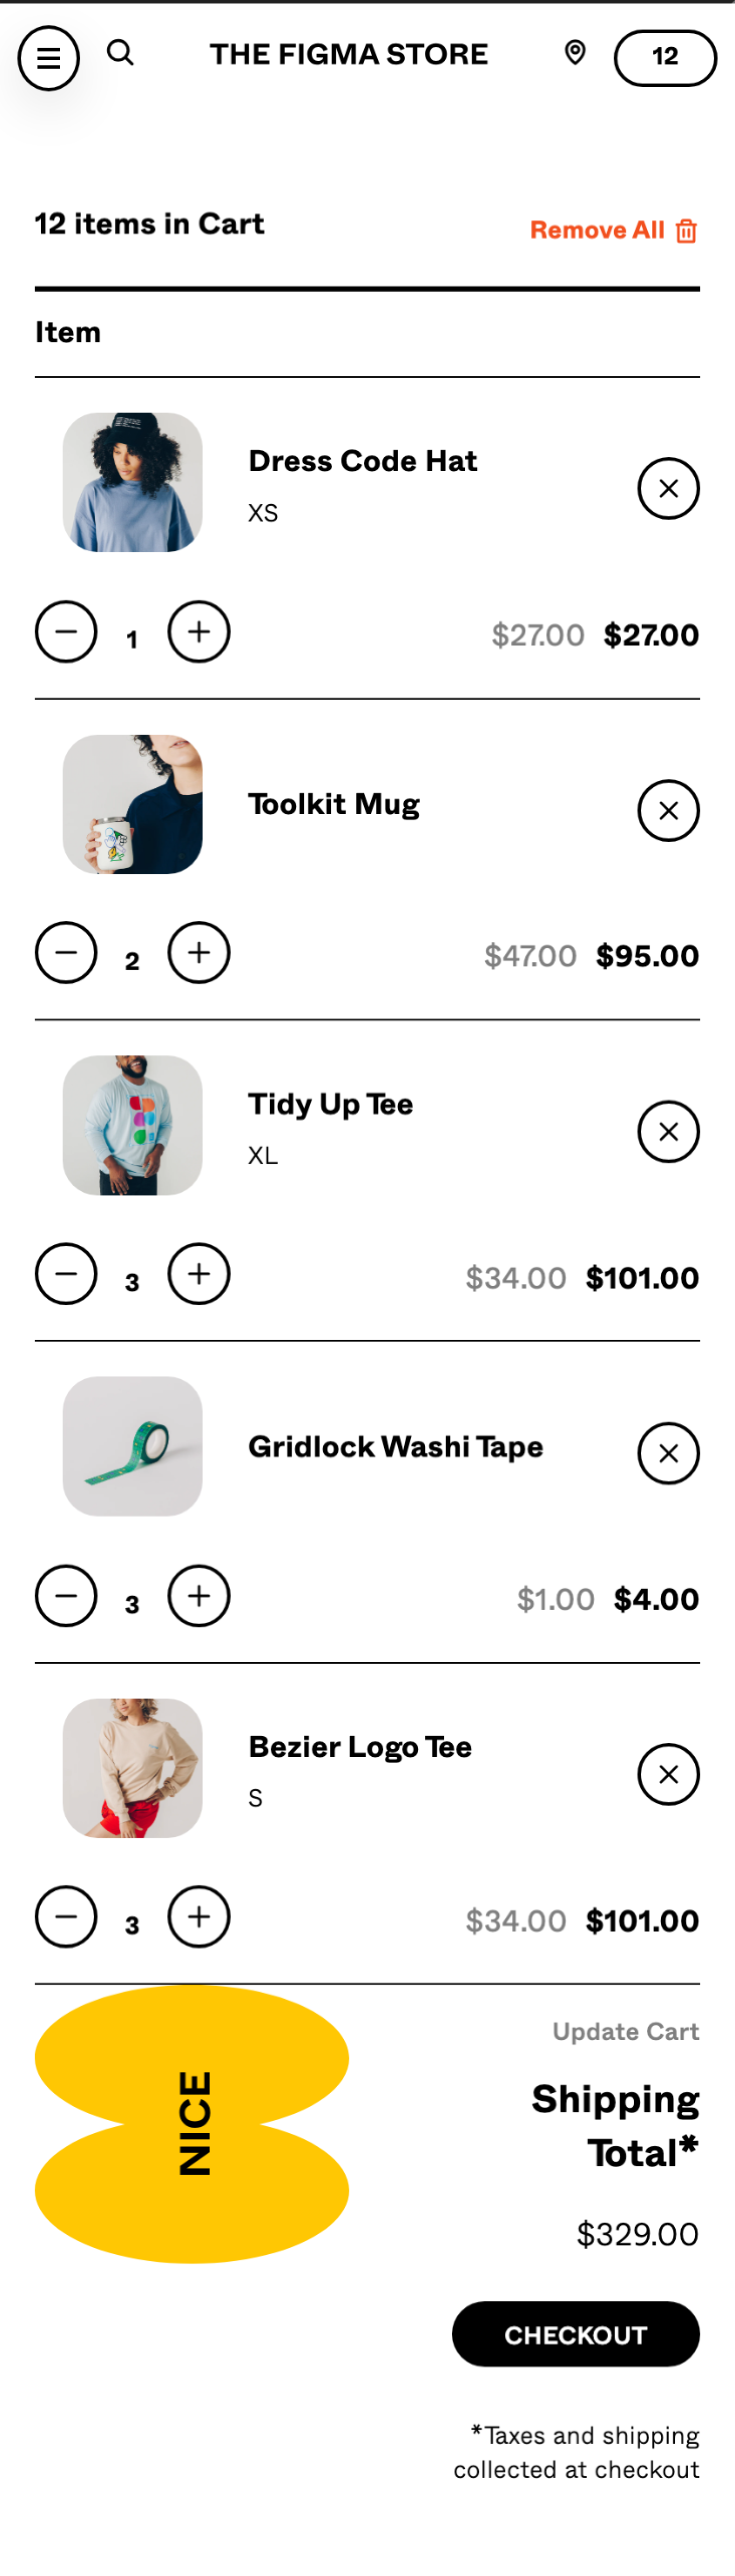 THE FIGMA STORE
12
12 items in Cart
Remove All
Item
Dress Code Hat
XS
1
$27.00 $27.00
Toolkit Mug
2
$47.00 $95.00
Tidy Up Tee
XL
3
$34.00 $101.00
Gridlock Washi Tape
3
$1.00 $4.00
Bezier Logo Tee
S
3
$34.00 $101.00
NICE
Update Cart
Shipping
Total*
$329.00
CHECKOUT
*Taxes and shipping
collected at checkout